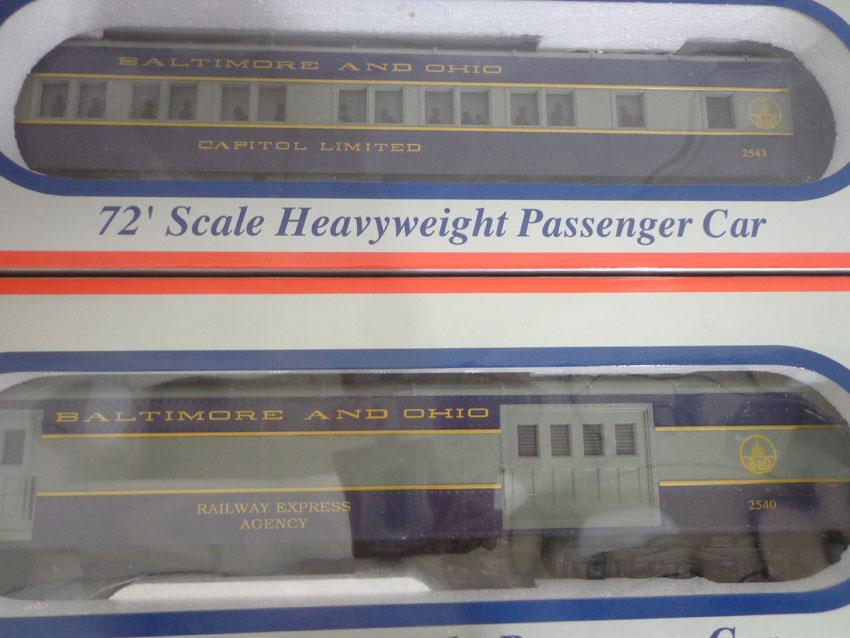 BALTIMORE AND OHIO
B&O
CAPITOL LIMITED
2543
72' Scale Heavyweight Passenger Car
BALTIMORE AND OHIO
B&O
RAILWAY EXPRESS
AGENCY
2540